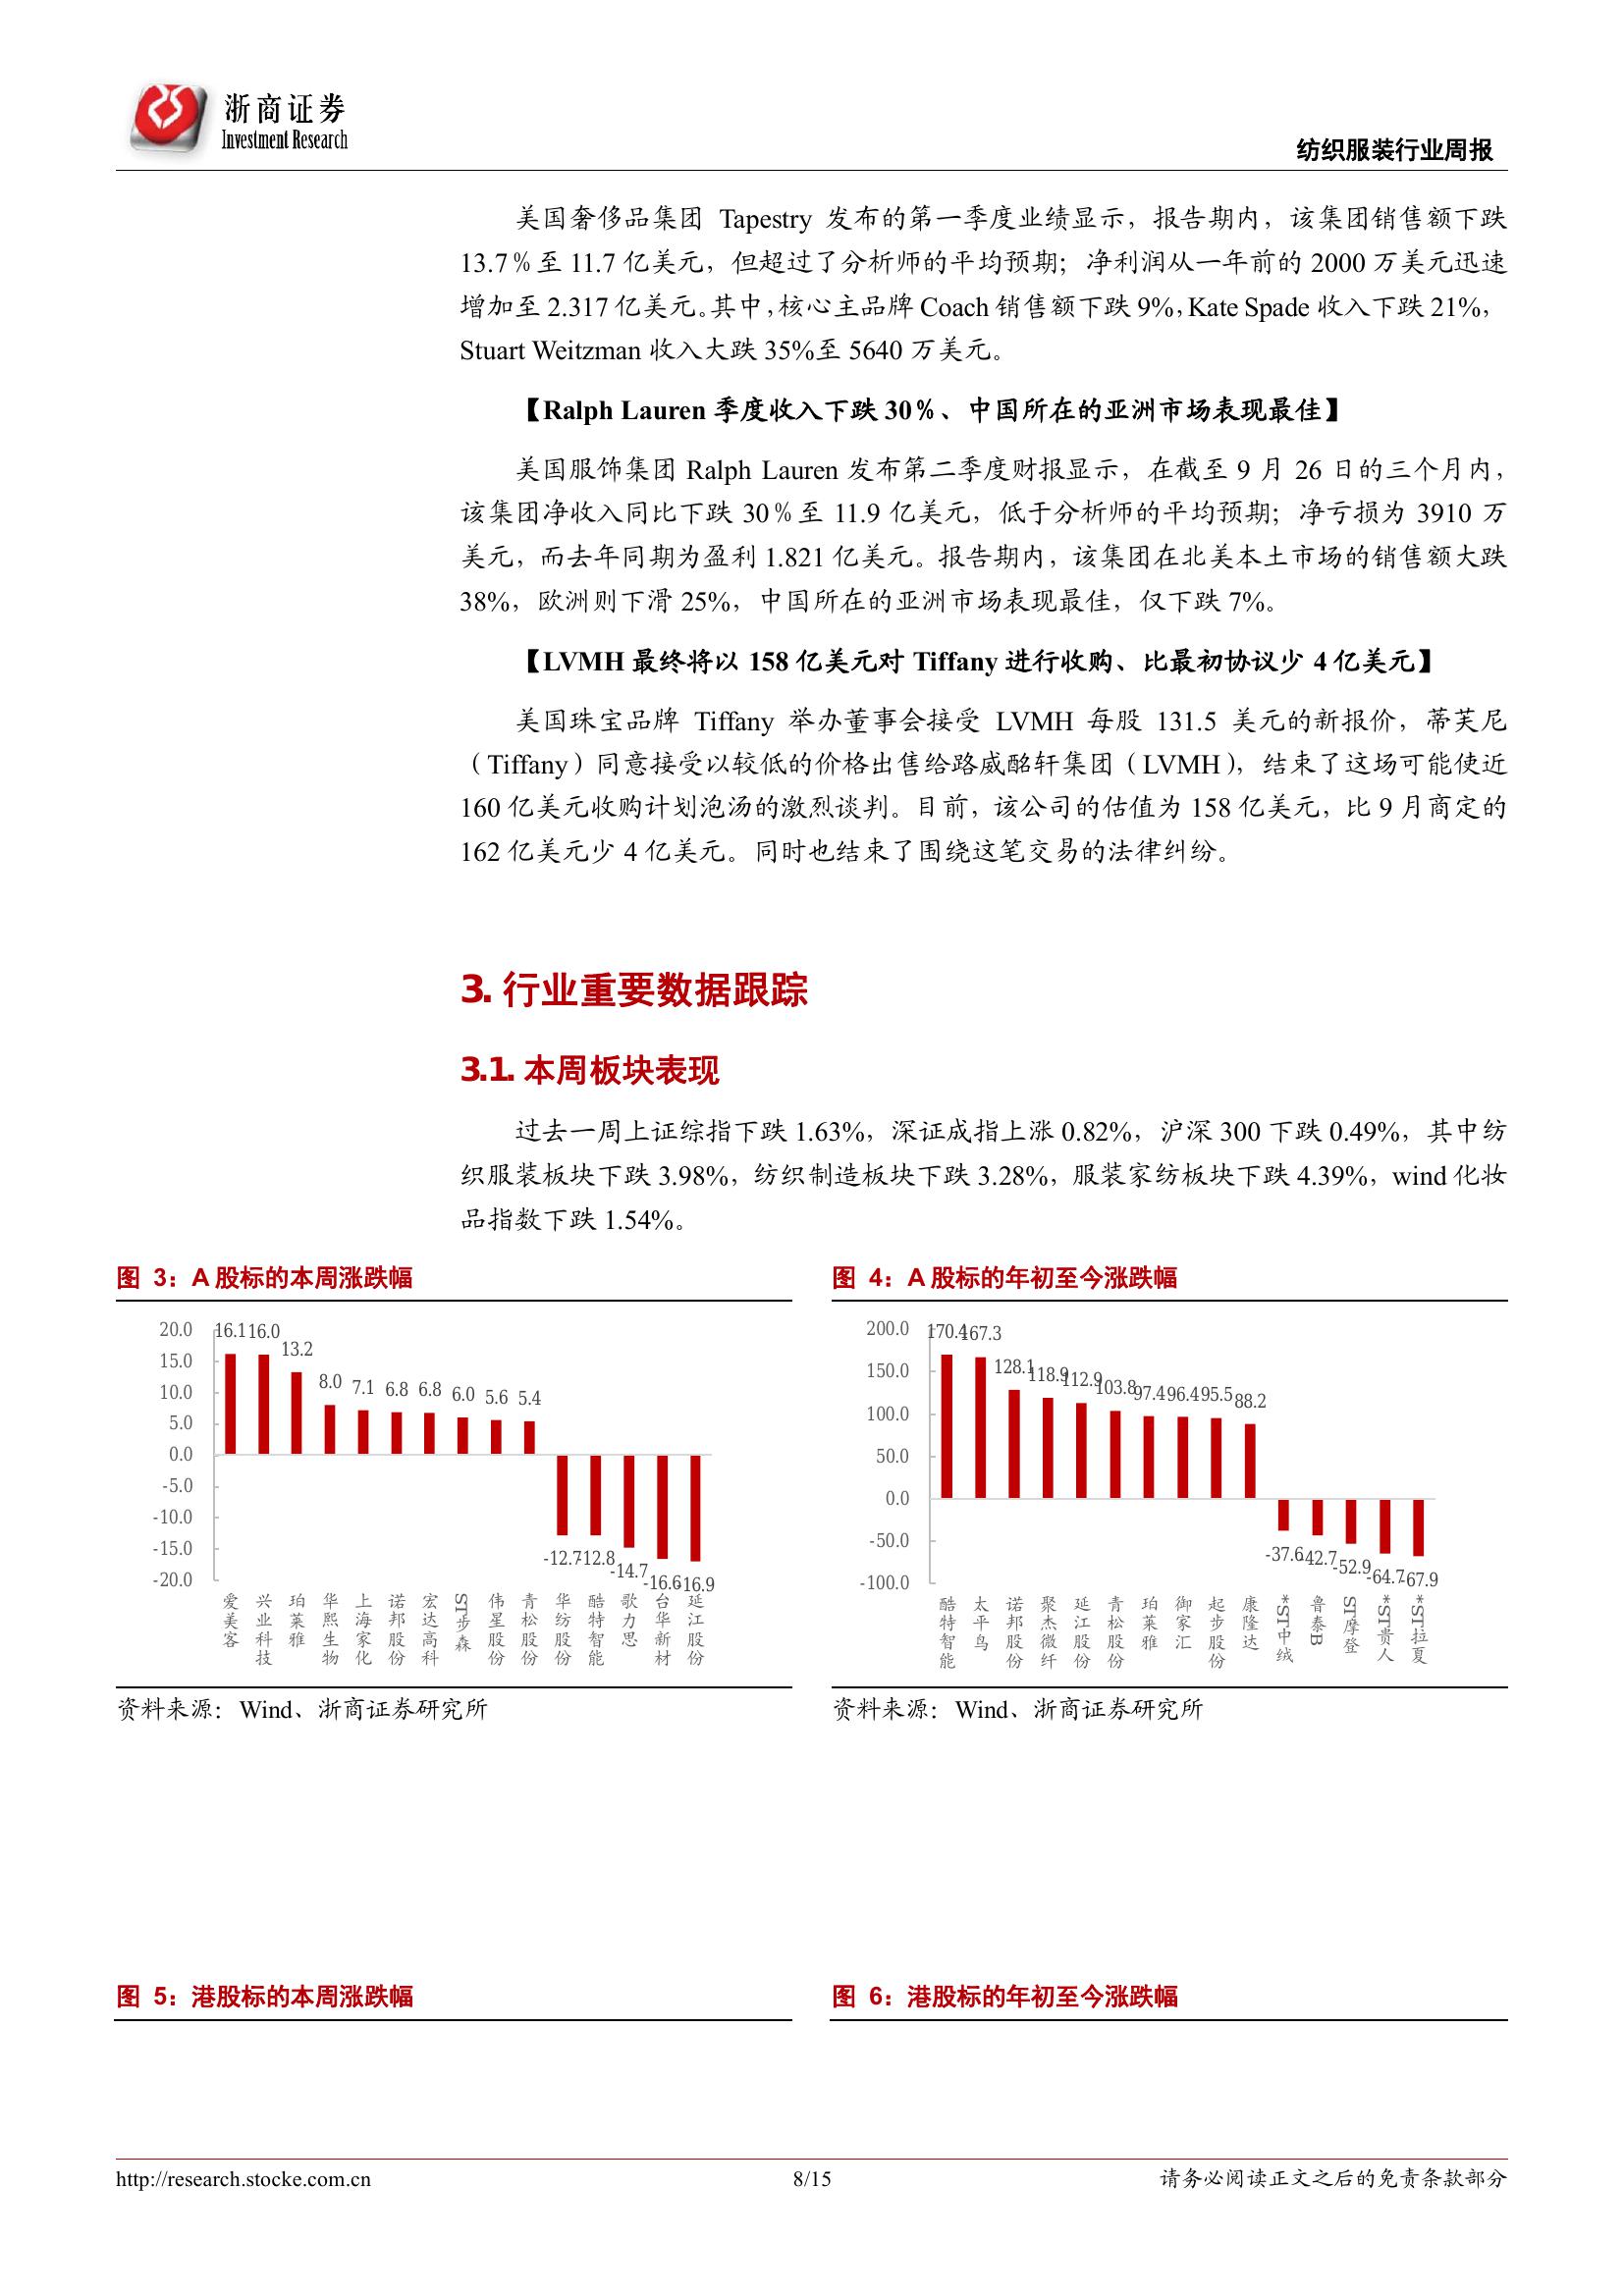 浙商证券
Investment Research
纺织服装行业周报
美国奢侈品集团 Tapestry 发布的第一季度业绩显示，报告期内，该集团销售额下跌
13.7％至 11.7 亿美元，但超过了分析师的平均预期；净利润从一年前的 2000 万美元迅速
增加至 2.317 亿美元。其中，核心主品牌 Coach 销售额下跌 9%，Kate Spade 收入下跌 21%，
Stuart Weitzman 收入大跌 35%至 5640 万美元。
【Ralph Lauren 季度收入下跌 30％、中国所在的亚洲市场表现最佳】
美国服饰集团 Ralph Lauren 发布第二季度财报显示，在截至 9 月 26 日的三个月内，
该集团净收入同比下跌 30％至 11.9 亿美元，低于分析师的平均预期；净亏损为 3910 万
美元，而去年同期为盈利 1.821 亿美元。报告期内，该集团在北美本土市场的销售额大跌
38%，欧洲则下滑 25%，中国所在的亚洲市场表现最佳，仅下跌 7%。
【LVMH 最终将以 158 亿美元对 Tiffany 进行收购、比最初协议少 4 亿美元】
美国珠宝品牌 Tiffany 举办董事会接受 LVMH 每股 131.5 美元的新报价，蒂芙尼
（Tiffany）同意接受以较低的价格出售给路威酩轩集团（LVMH），结束了这场可能使近
160 亿美元收购计划泡汤的激烈谈判。目前，该公司的估值为 158 亿美元，比 9 月商定的
162 亿美元少 4 亿美元。同时也结束了围绕这笔交易的法律纠纷。
3. 行业重要数据跟踪
3.1. 本周板块表现
过去一周上证综指下跌 1.63%，深证成指上涨 0.82%，沪深 300 下跌 0.49%，其中纺
织服装板块下跌 3.98%，纺织制造板块下跌 3.28%，服装家纺板块下跌 4.39%，wind 化妆
品指数下跌 1.54%。
图 3：A 股标的本周涨跌幅
20.0
15.0
10.0
5.0
0.0
-5.0
-10.0
-15.0
-20.0
16.1 16.0 13.2 8.0 7.1 6.8 6.8 6.0 5.6 5.4 -12.7 -12.8 -14.7 -16.6 -16.9
爱美客 兴业科技 珀莱雅 华熙生物 上海家化 诺邦股份 宏达高科 ST步森 伟星股份 青松股份 华纺股份 酷特智能 歌力思 台华新材 延江股份
资料来源：Wind、浙商证券研究所
图 4：A 股标的年初至今涨跌幅
200.0
150.0
100.0
50.0
0.0
-50.0
-100.0
170.4 167.3 128.1 118.9 112.9 103.8 97.4 96.4 95.5 88.2 -37.6 -42.7 -52.9 -64.7 -67.9
酷特智能 太平鸟 诺邦股份 聚杰微纤 延江股份 青松股份 珀莱雅 御家汇 起步股份 康隆达 *ST中绒 鲁泰B ST摩登 *ST贵人 *ST拉夏
资料来源：Wind、浙商证券研究所
图 5：港股标的本周涨跌幅
图 6：港股标的年初至今涨跌幅
http://research.stocke.com.cn
8/15
请务必阅读正文之后的免责条款部分